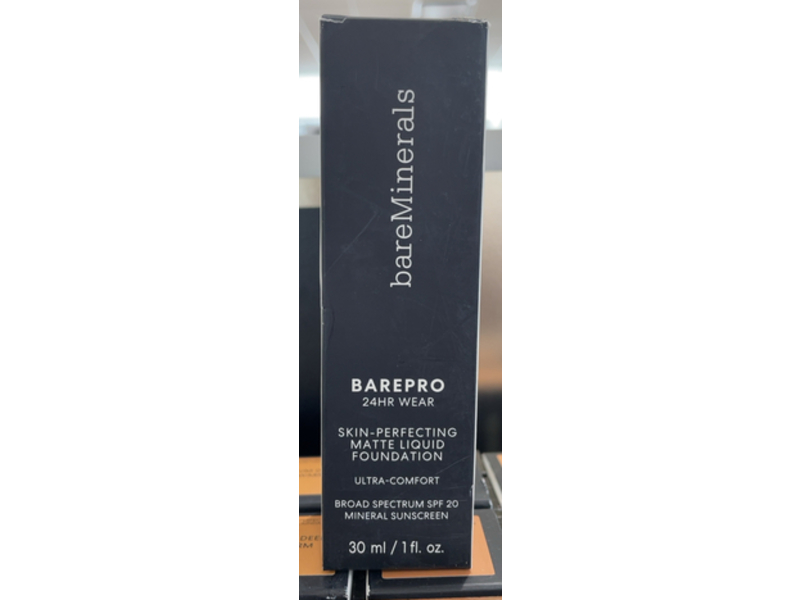 bareMinerals
BAREPRO
24HR WEAR
SKIN-PERFECTING
MATTE LIQUID
FOUNDATION
ULTRA-COMFORT
BROAD SPECTRUM SPF 20
MINERAL SUNSCREEN
30 ml / 1 fl. oz.